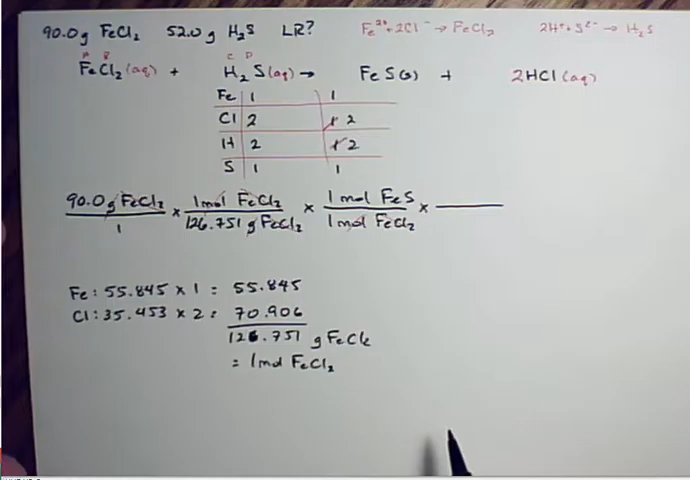 90.0g FeCl₂ 52.0g H₂S LR? Fe²⁺+2Cl⁻→FeCl₂ 2H⁺+S²⁻→H₂S
A B C D
FeCl₂(aq) + H₂S(aq)→ FeS(s) + 2HCl(aq)
Fe 1 1
Cl 2 1 2
H 2 1 2
S 1 1
90.0g FeCl₂ × 1mol FeCl₂ × 1mol FeS ×
1 126.751 g FeCl₂ 1mol FeCl₂
Fe: 55.845 × 1 = 55.845
Cl: 35.453 × 2 = 70.906
126.751 g FeCl₂
= 1mol FeCl₂